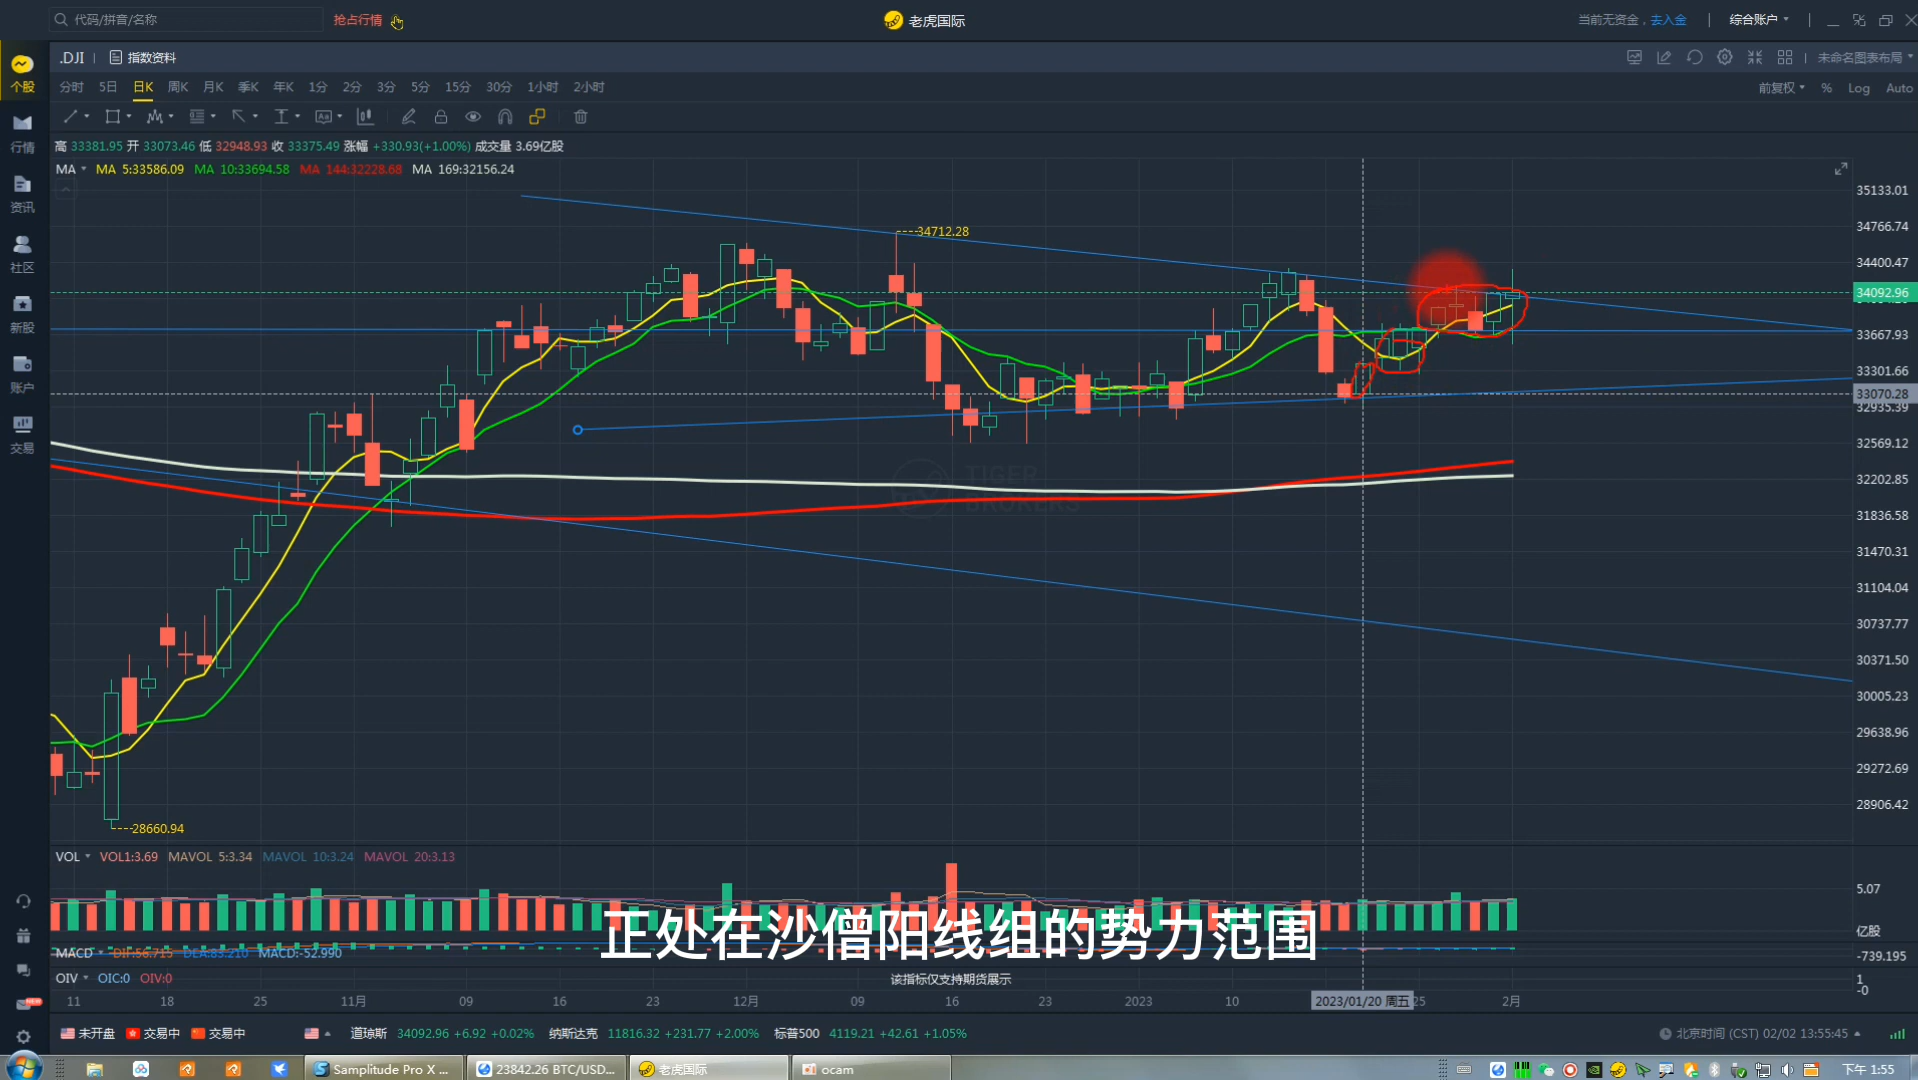 代码/拼音/名称 抢占行情 老虎国际 当前无资金，去入金 综合账户
.DJI 指数资料 未命名图表布局
分时 5日 日K 周K 月K 季K 年K 1分 2分 3分 5分 15分 30分 1小时 2小时 前复权 % Log Auto
高 33381.95 开 33073.46 低 32948.93 收 33375.49 涨幅 +330.93(+1.00%) 成交量 3.69亿股
MA MA 5:33586.09 MA 10:33694.58 MA 144:32228.68 MA 169:32156.24
个股
行情
资讯
社区
新股
账户
交易
35133.01
34766.74
34400.47
34092.96
33667.93
33301.66
33070.28
32935.39
32569.12
32202.85
31836.58
31470.31
31104.04
30737.77
30371.50
30005.23
29638.96
29272.69
28906.42
34712.28
TIGER
BROKERS
28660.94
VOL VOL1:3.69 MAVOL 5:3.34 MAVOL 10:3.24 MAVOL 20:3.13
5.07
亿股
正处在沙僧阳线组的势力范围
MACD DIF:56.715 DEA:83.210 MACD:-52.990
-739.195
OIV OIC:0 OIV:0 该指标仅支持期货展示
1
-0
11 18 25 11月 09 16 23 12月 09 16 23 2023 10 2023/01/20 周五 25 2月
NEW
未开盘 交易中 交易中 道琼斯 34092.96 +6.92 +0.02% 纳斯达克 11816.32 +231.77 +2.00% 标普500 4119.21 +42.61 +1.05% 北京时间 (CST) 02/02 13:55:45
Samplitude Pro X ... 23842.26 BTC/USD... 老虎国际 ocam 下午 1:55